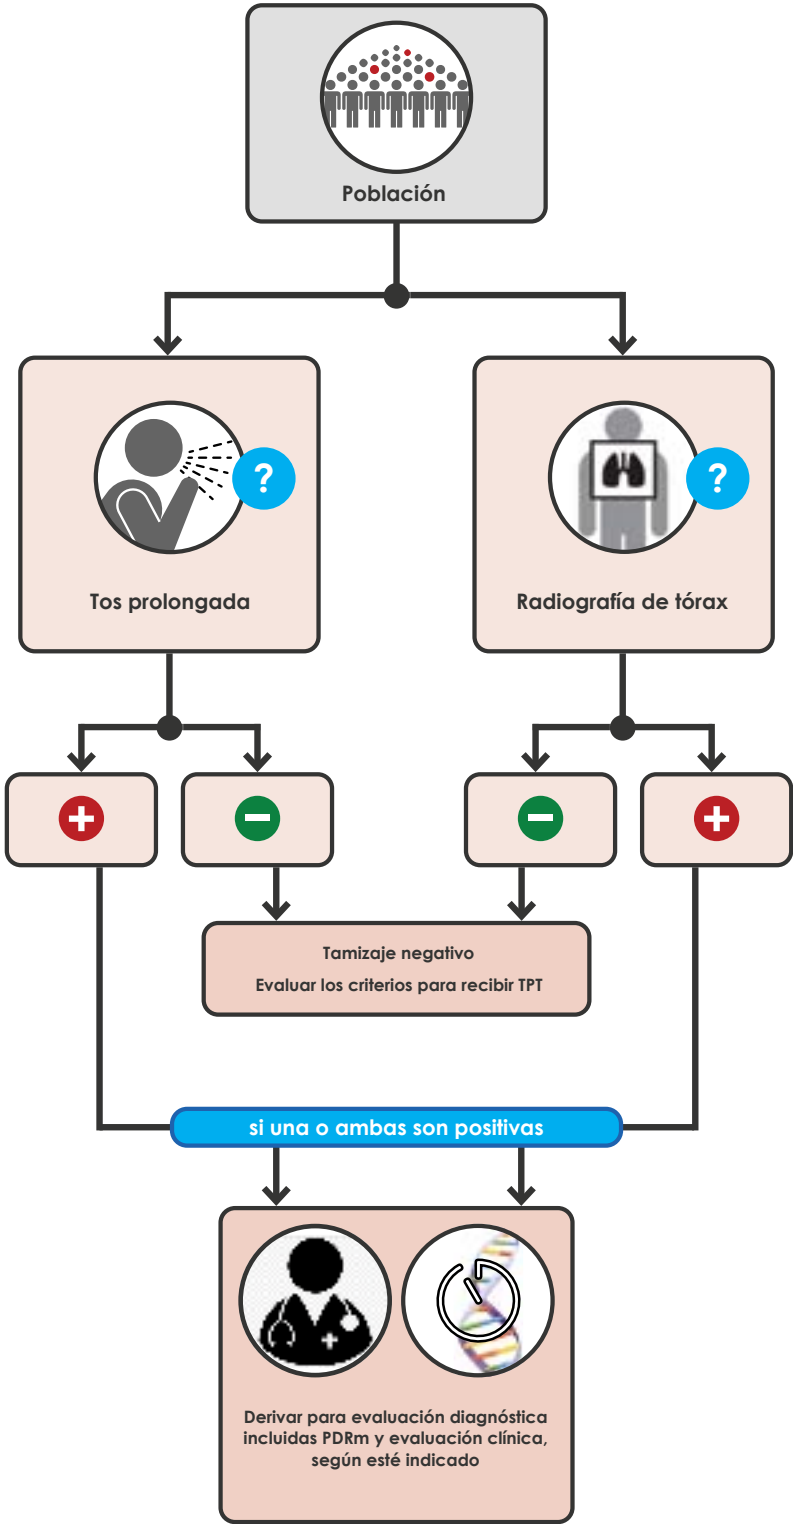 Población
?
?
Tos prolongada
Radiografía de tórax
Tamizaje negativo
Evaluar los criterios para recibir TPT
si una o ambas son positivas
Derivar para evaluación diagnóstica
incluidas PDRm y evaluación clínica,
según esté indicado